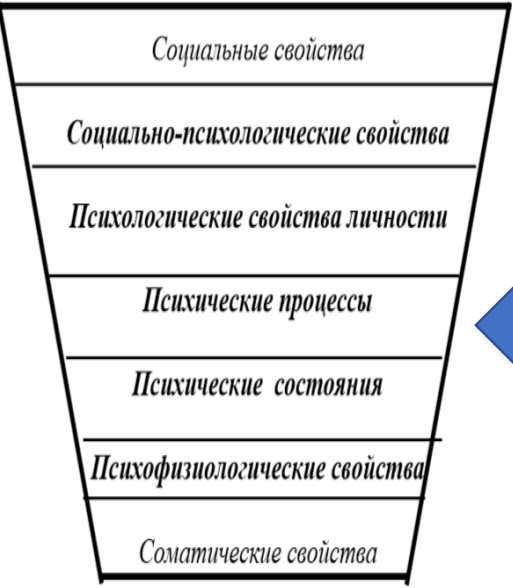 Социальные свойства
Социально-психологические свойства
Психологические свойства личности
Психические процессы
Психические состояния
Психофизиологические свойства
Соматические свойства